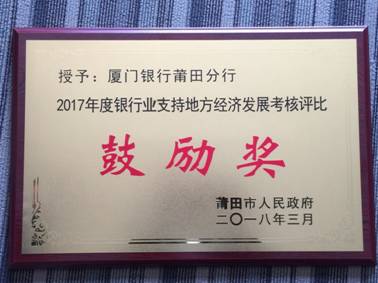 授予：厦门银行莆田分行
2017年度银行业支持地方经济发展考核评比
鼓励奖
莆田市人民政府
二〇一八年三月